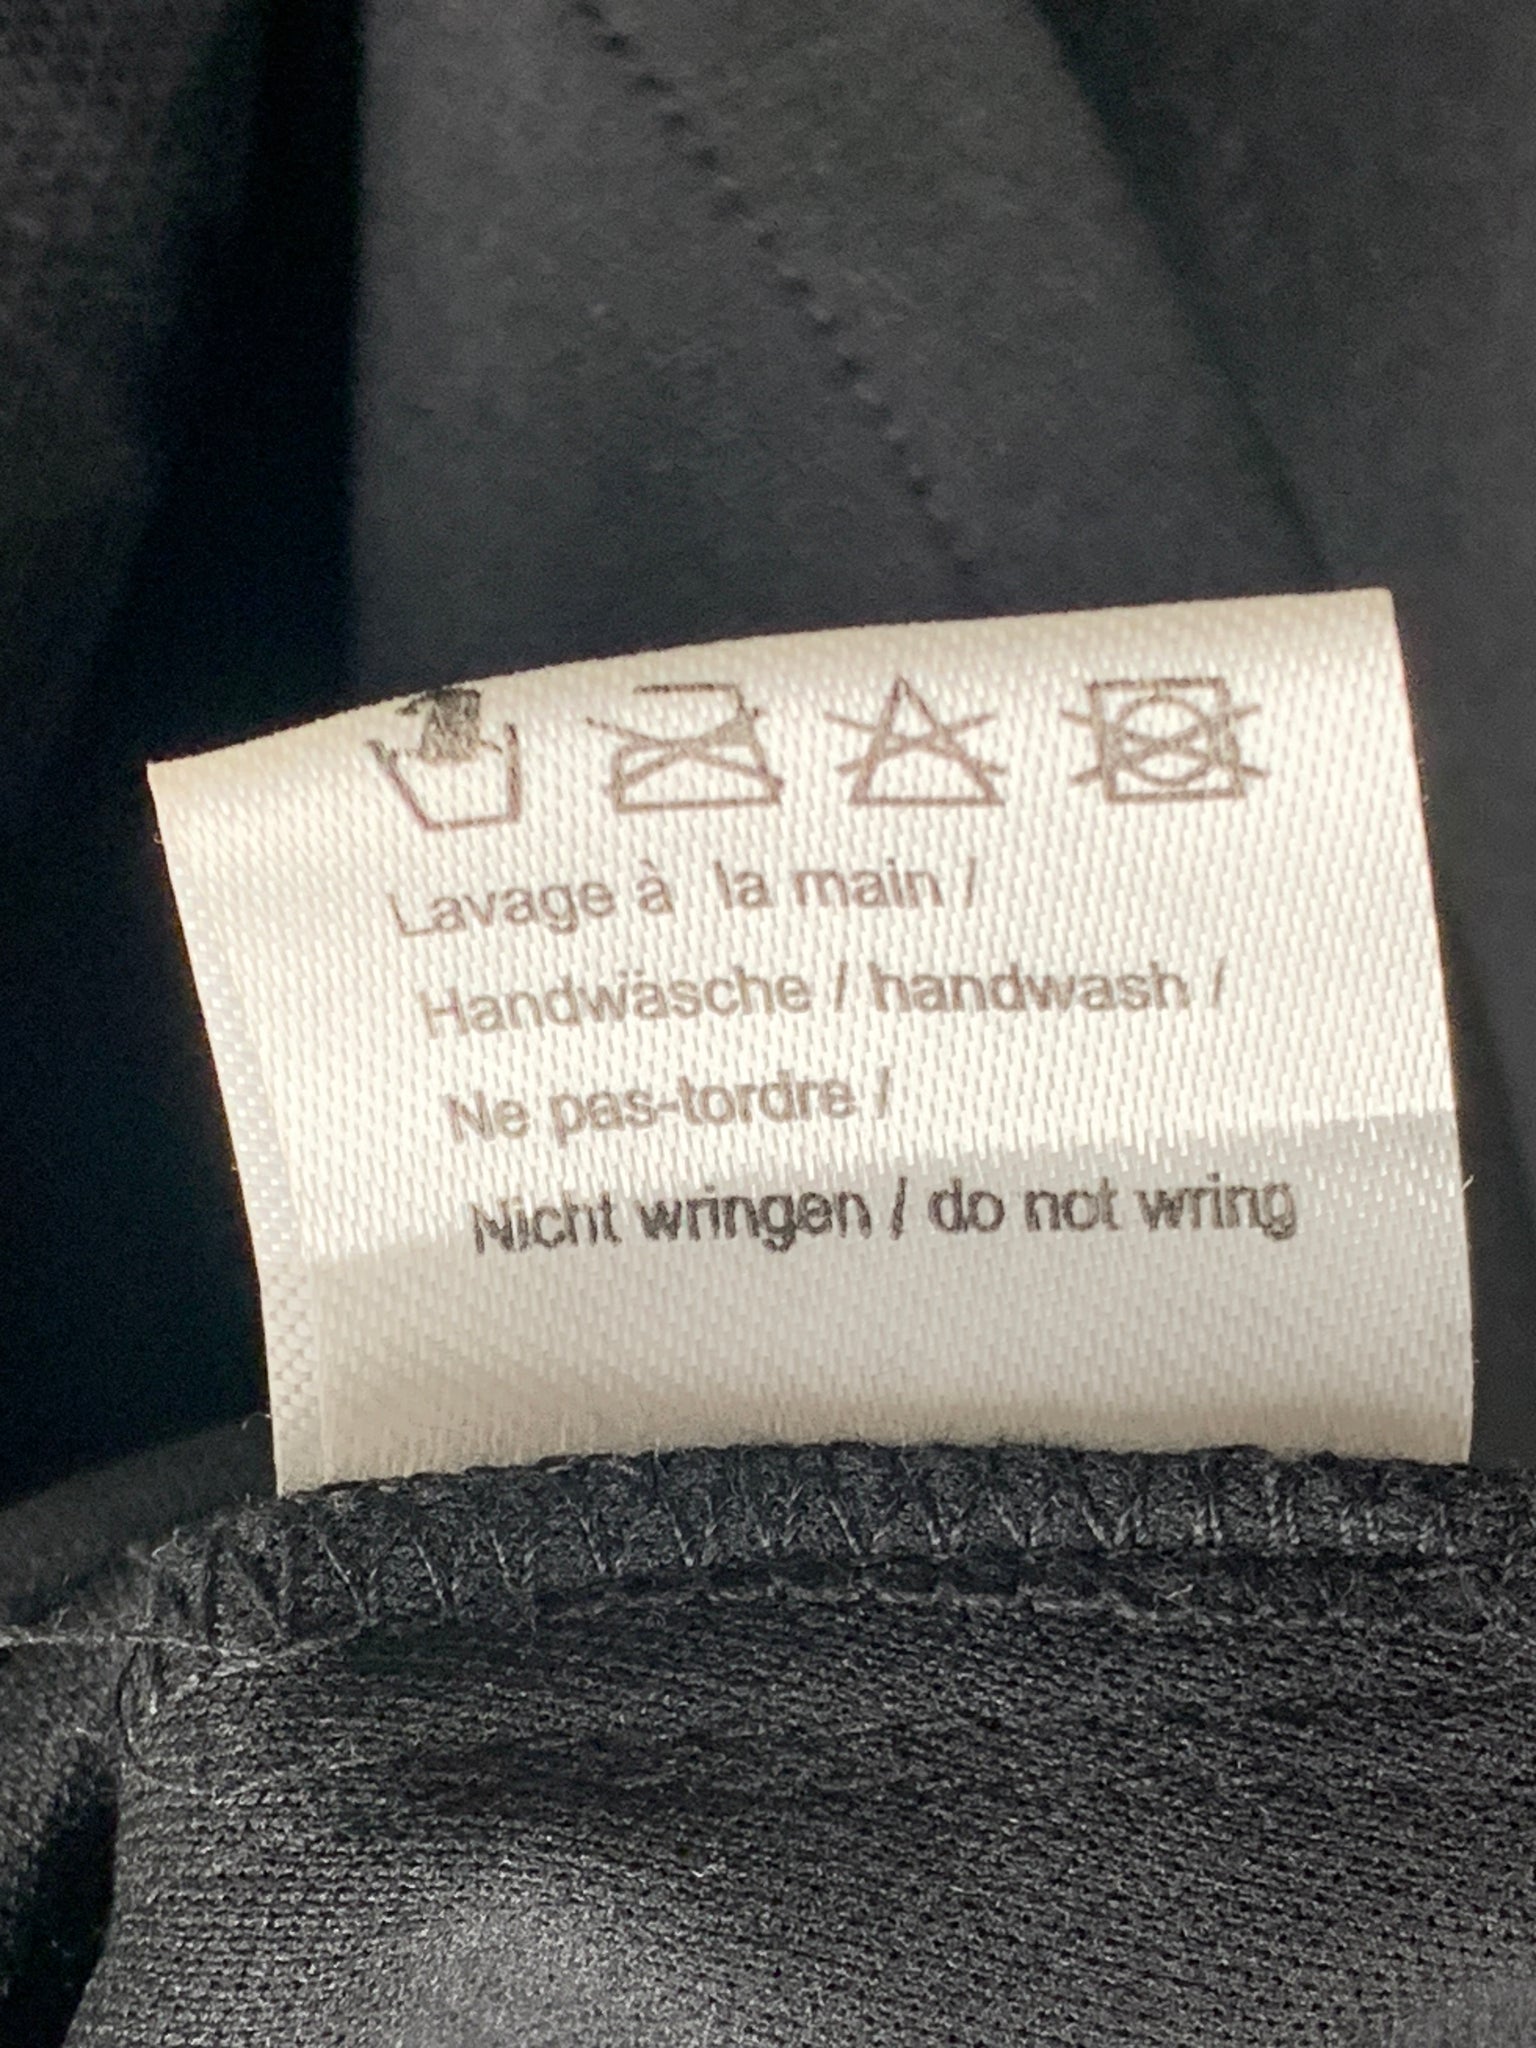 Lavage à la main /
Handwäsche / handwash /
Ne pas-tordre /
Nicht wringen / do not wring